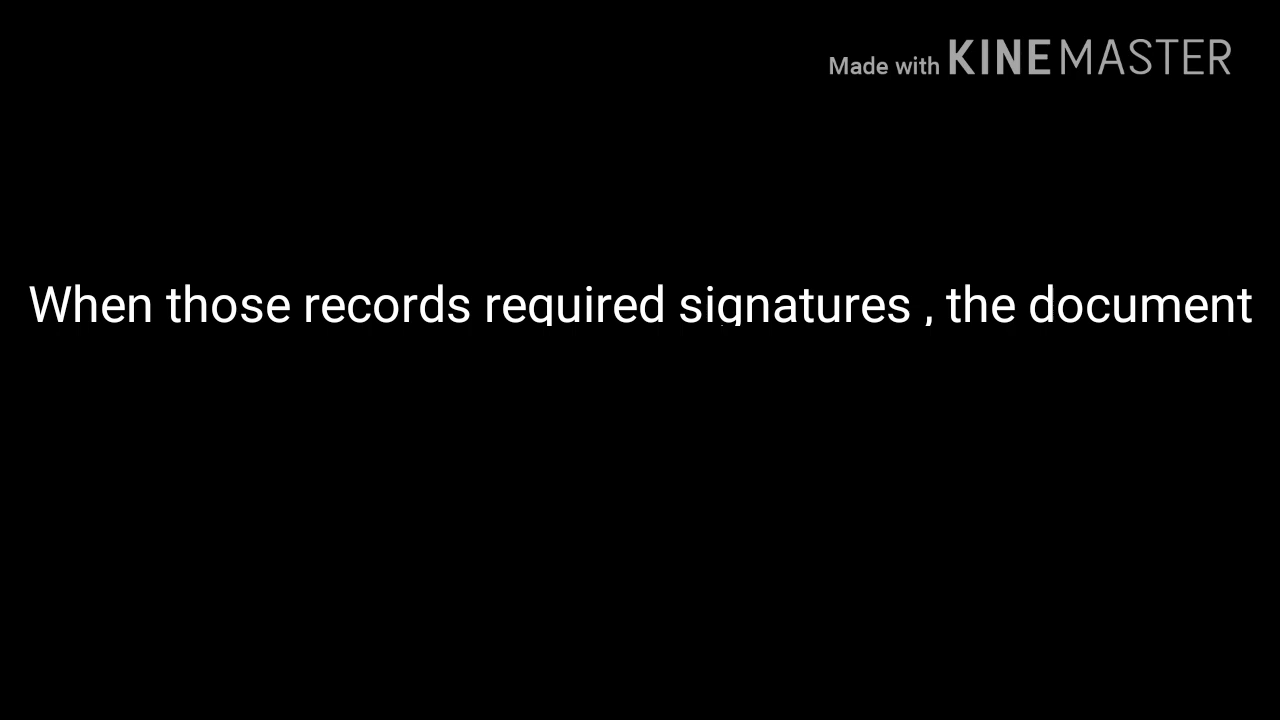 Made with KINEMASTER
When those records required signatures , the document